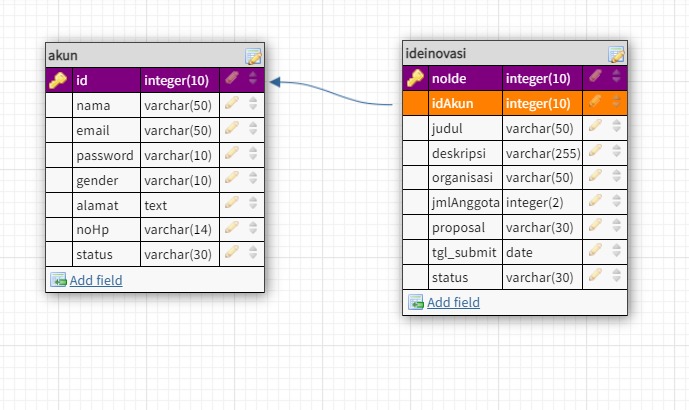 akun
id integer(10)
nama varchar(50)
email varchar(50)
password varchar(10)
gender varchar(10)
alamat text
noHp varchar(14)
status varchar(30)
Add field
ideinovasi
noIde integer(10)
idAkun integer(10)
judul varchar(50)
deskripsi varchar(255)
organisasi varchar(50)
jmlAnggota integer(2)
proposal varchar(30)
tgl_submit date
status varchar(30)
Add field